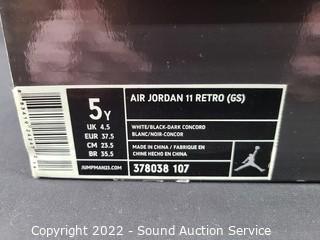 5Y
UK 4.5
EUR 37.5
CM 23.5
BR 35.5
JUMPMAN23.COM
AIR JORDAN 11 RETRO (GS)
WHITE/BLACK-DARK CONCORD
BLANC/NOIR-CONCOR
MADE IN CHINA / FABRIQUE EN
CHINE HECHO EN CHINA
378038 107
Copyright 2022 - Sound Auction Service